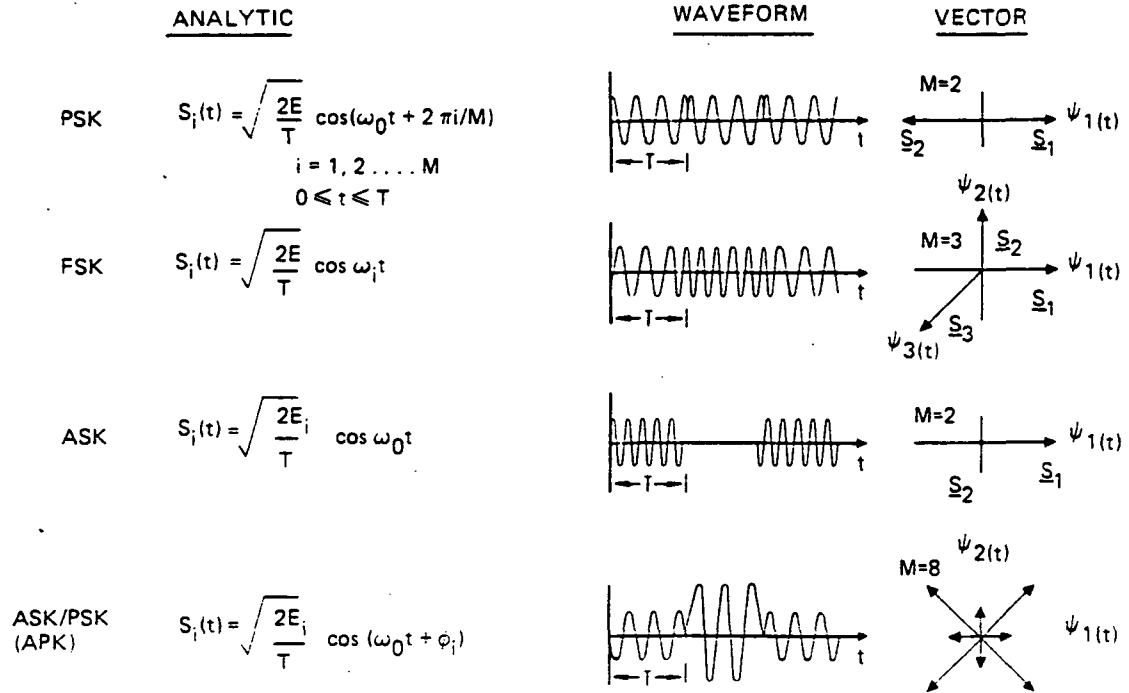 ANALYTIC WAVEFORM VECTOR
PSK S_i(t) = √(2E/T) cos(ω_0t + 2 πi/M)
i = 1, 2 . . . . M
0 ⩽ t ⩽ T
T t
M=2 ψ_1(t)
S_2 S_1
FSK S_i(t) = √(2E/T) cos ω_it
T t
ψ_2(t)
M=3 S_2 ψ_1(t)
S_1
S_3
ψ_3(t)
ASK S_i(t) = √(2E_i/T) cos ω_0t
T t
M=2 ψ_1(t)
S_2 S_1
ASK/PSK
(APK)
S_i(t) = √(2E_i/T) cos (ω_0t + ϕ_i)
T t
ψ_2(t)
M=8
ψ_1(t)